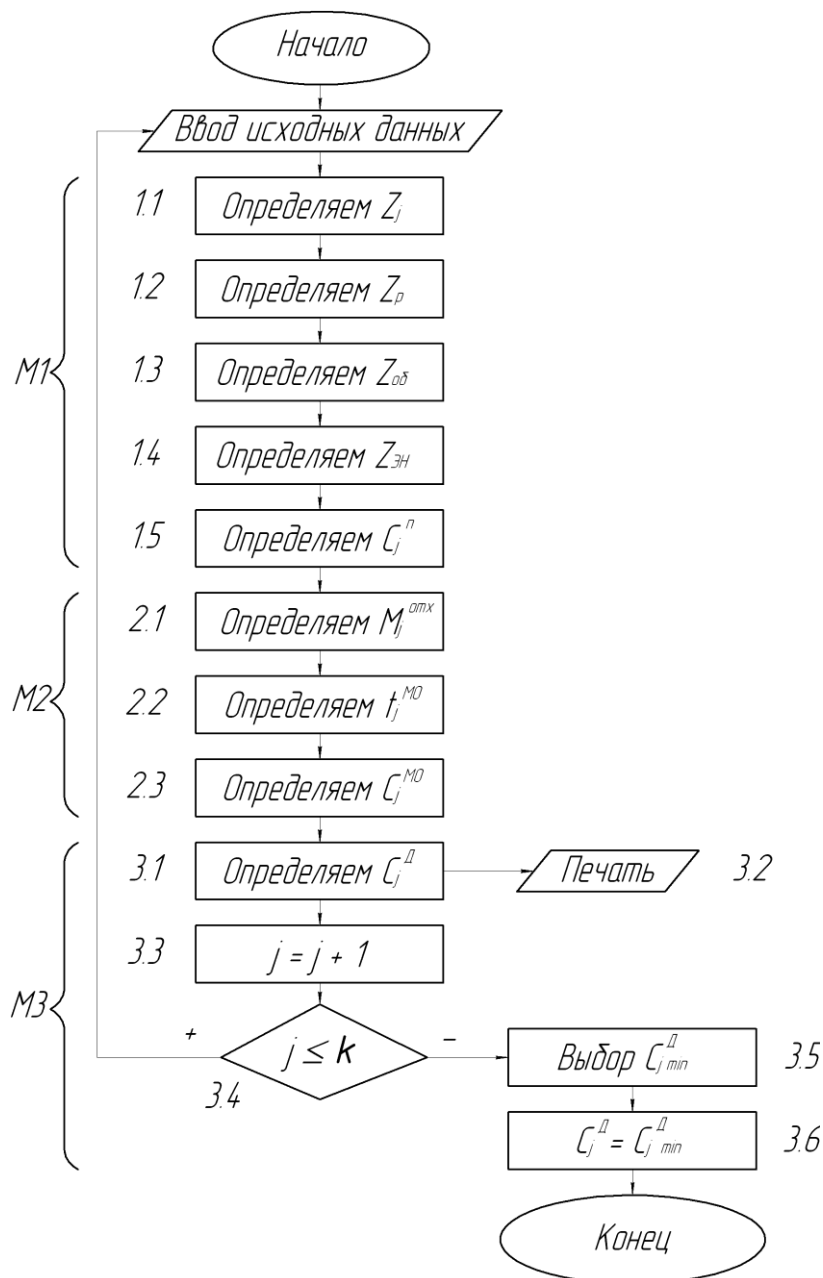 Начало
Ввод исходных данных
1.1 Определяем Z_j
1.2 Определяем Z_р
M1
1.3 Определяем Z_об
1.4 Определяем Z_ЭН
1.5 Определяем C_j^п
2.1 Определяем M_j^отх
M2
2.2 Определяем t_j^МО
2.3 Определяем C_j^МО
3.1 Определяем C_j^Д
Печать 3.2
3.3 j = j + 1
M3
+ j ≤ k −
3.4
Выбор C_j^Д min 3.5
C_j^Д = C_j^Д min 3.6
Конец